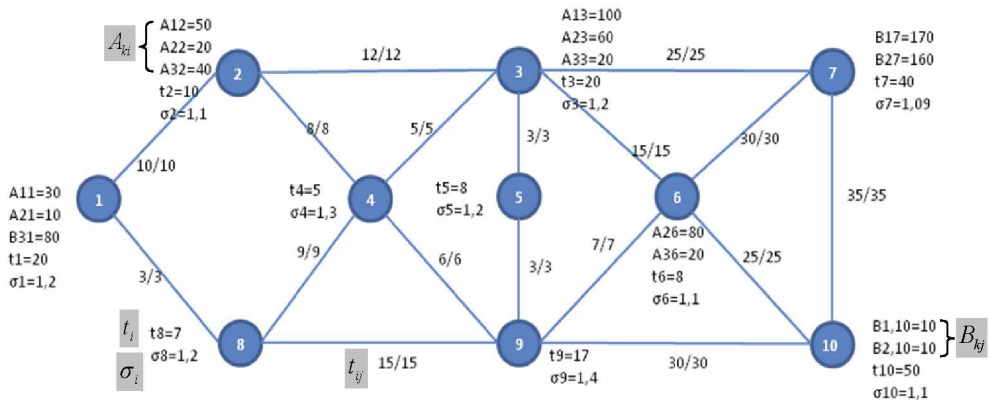 A12=50
A22=20
A32=40
t2=10
σ2=1,1
A_ki
2
12/12
A13=100
A23=60
A33=20
t3=20
σ3=1,2
3
25/25
7
B17=170
B27=160
t7=40
σ7=1,09
8/8
5/5
3/3
15/15
30/30
10/10
A11=30
A21=10
B31=80
t1=20
σ1=1,2
1
t4=5
σ4=1,3
4
t5=8
σ5=1,2
5
6
A26=80
A36=20
t6=8
σ6=1,1
35/35
9/9
6/6
3/3
7/7
25/25
3/3
t_i
σ_i
t8=7
σ8=1,2
8
t_ij
15/15
9
t9=17
σ9=1,4
30/30
10
B1,10=10
B2,10=10
t10=50
σ10=1,1
B_kj